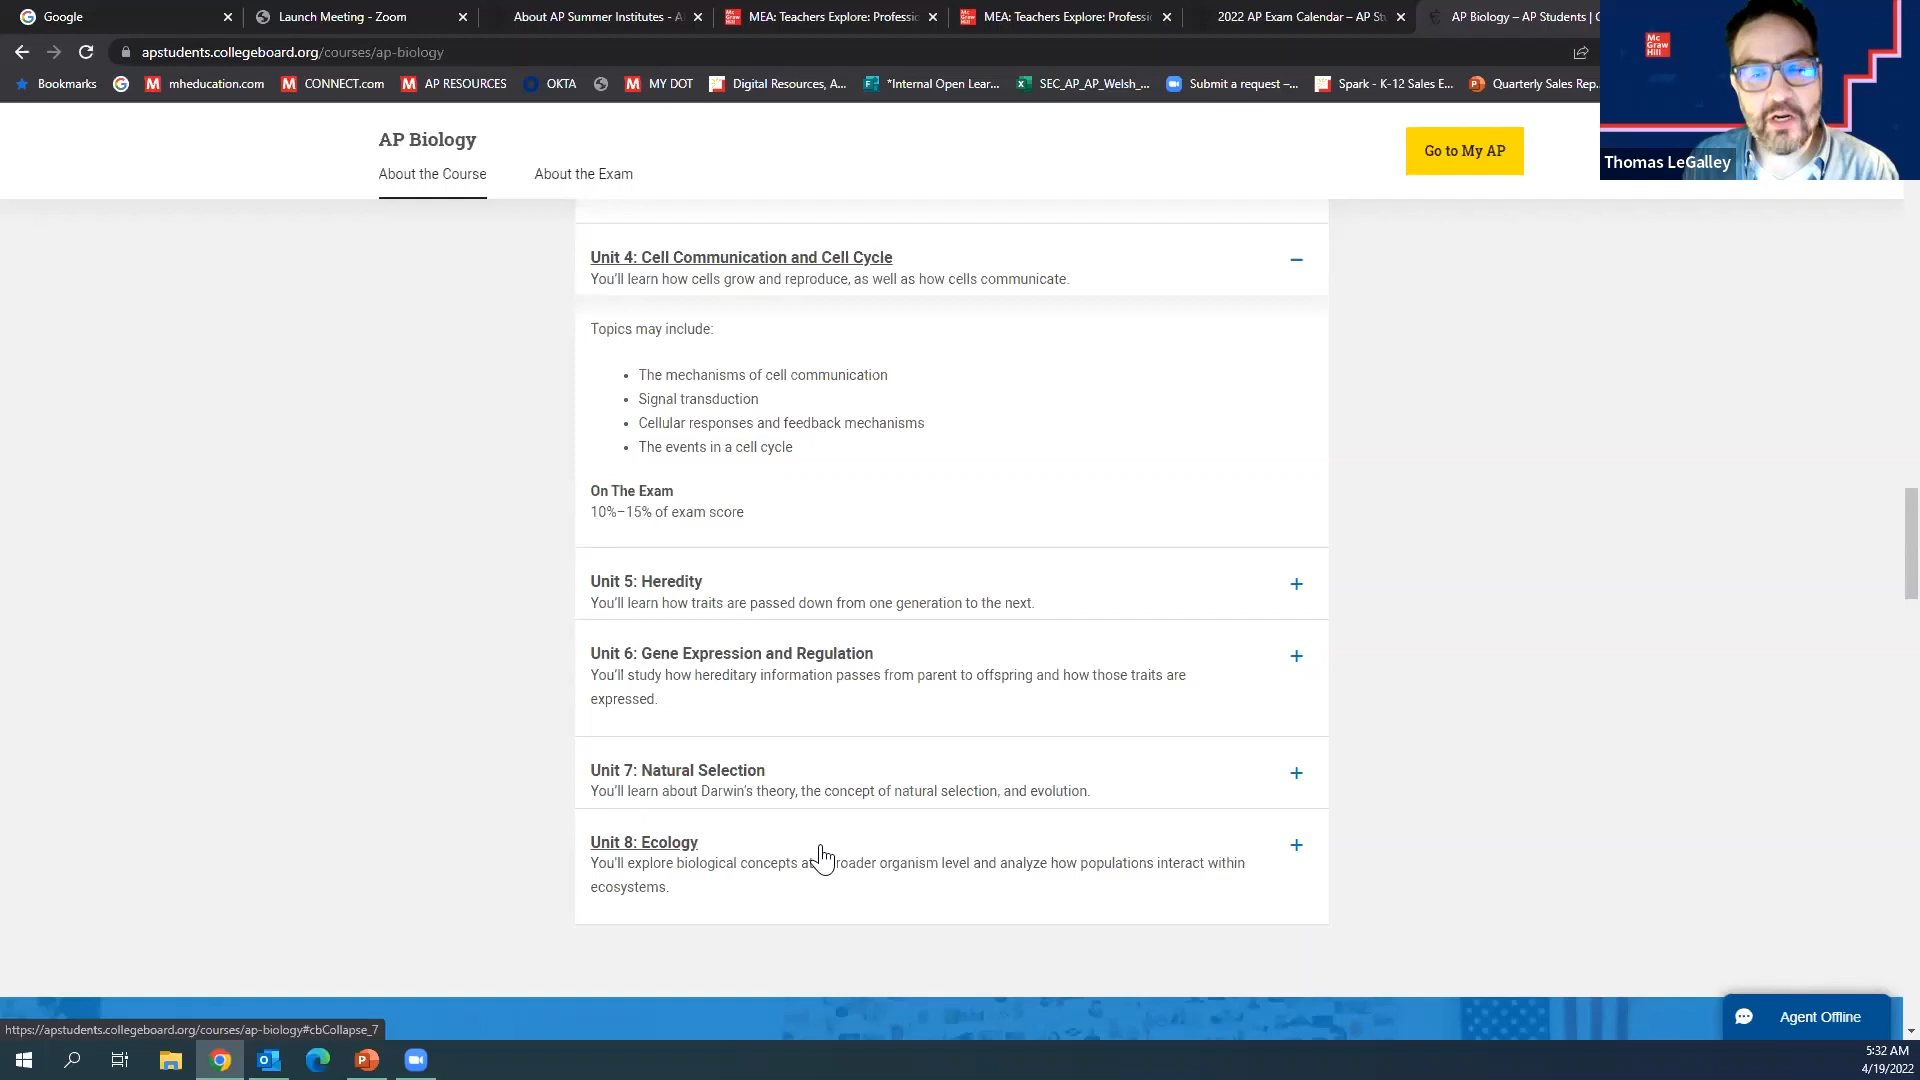 Google
Launch Meeting - Zoom
About AP Summer Institutes - A
MEA: Teachers Explore: Professio
MEA: Teachers Explore: Professio
2022 AP Exam Calendar – AP St
AP Biology – AP Students | C
apstudents.collegeboard.org/courses/ap-biology
Bookmarks
mheducation.com
CONNECT.com
AP RESOURCES
OKTA
MY DOT
Digital Resources, A...
*Internal Open Lear...
SEC_AP_AP_Welsh_...
Submit a request –...
Spark - K-12 Sales E...
Quarterly Sales Rep...
Mc
Graw
Hill
Thomas LeGalley
AP Biology
About the Course
About the Exam
Go to My AP
Unit 4: Cell Communication and Cell Cycle
You’ll learn how cells grow and reproduce, as well as how cells communicate.
Topics may include:
• The mechanisms of cell communication
• Signal transduction
• Cellular responses and feedback mechanisms
• The events in a cell cycle
On The Exam
10%–15% of exam score
Unit 5: Heredity
You’ll learn how traits are passed down from one generation to the next.
Unit 6: Gene Expression and Regulation
You’ll study how hereditary information passes from parent to offspring and how those traits are
expressed.
Unit 7: Natural Selection
You’ll learn about Darwin’s theory, the concept of natural selection, and evolution.
Unit 8: Ecology
You’ll explore biological concepts at roader organism level and analyze how populations interact within
ecosystems.
Agent Offline
https://apstudents.collegeboard.org/courses/ap-biology#cbCollapse_7
5:32 AM
4/19/2022